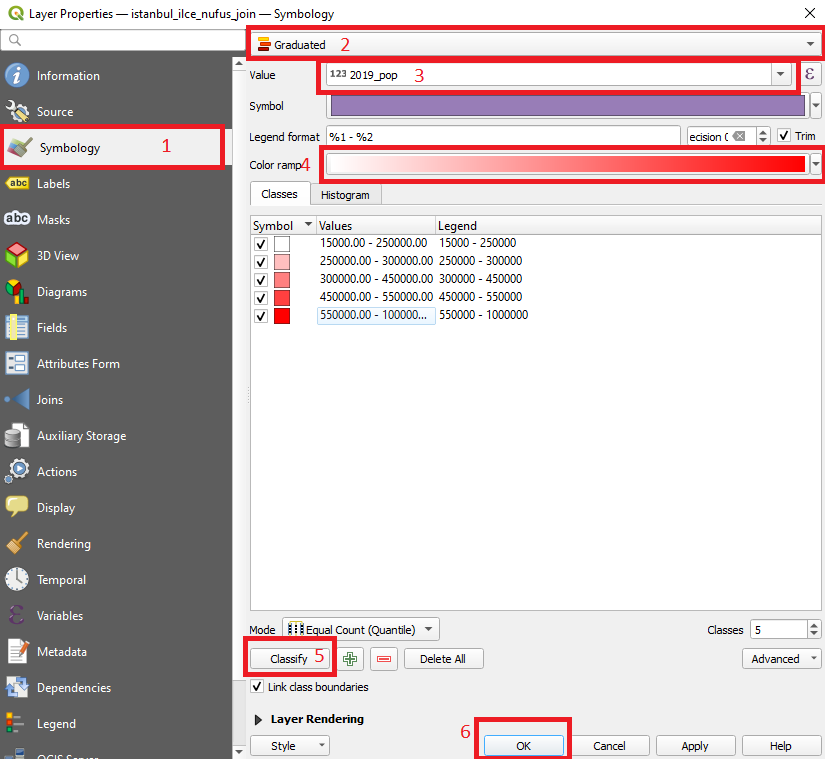 Layer Properties — istanbul_ilce_nufus_join — Symbology
Information
Source
Symbology 1
Labels
Masks
3D View
Diagrams
Fields
Attributes Form
Joins
Auxiliary Storage
Actions
Display
Rendering
Temporal
Variables
Metadata
Dependencies
Legend
QGIS Server
Graduated 2
Value 123 2019_pop 3 ε
Symbol
Legend format %1 - %2 ecision 0 Trim
Color ramp 4
Classes Histogram
Symbol Values Legend
15000.00 - 250000.00 15000 - 250000
250000.00 - 300000.00 250000 - 300000
300000.00 - 450000.00 300000 - 450000
450000.00 - 550000.00 450000 - 550000
550000.00 - 100000... 550000 - 1000000
Mode Equal Count (Quantile) Classes 5
Classify 5 Delete All Advanced
Link class boundaries
Layer Rendering
Style 6 OK Cancel Apply Help